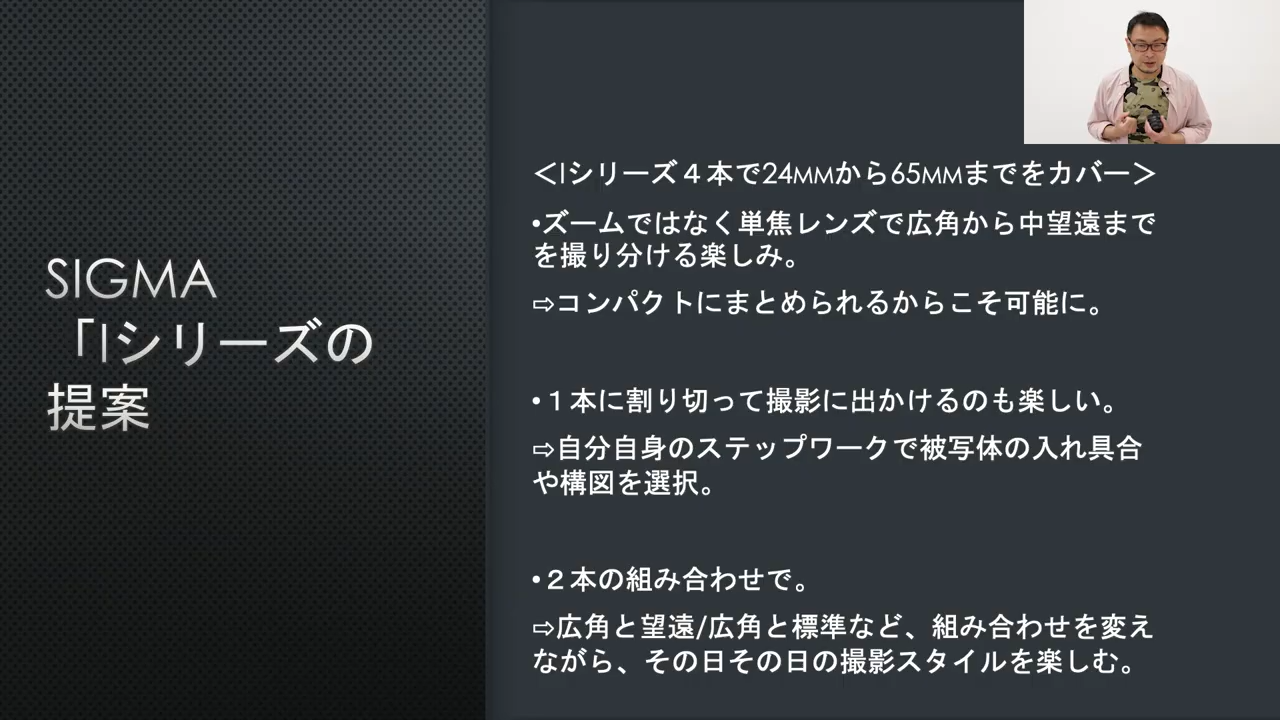 SIGMA
「Iシリーズの
提案
＜Iシリーズ４本で24MMから65MMまでをカバー＞
•ズームではなく単焦レンズで広角から中望遠まで
を撮り分ける楽しみ。
⇨コンパクトにまとめられるからこそ可能に。
•１本に割り切って撮影に出かけるのも楽しい。
⇨自分自身のステップワークで被写体の入れ具合
や構図を選択。
•２本の組み合わせで。
⇨広角と望遠/広角と標準など、組み合わせを変え
ながら、その日その日の撮影スタイルを楽しむ。